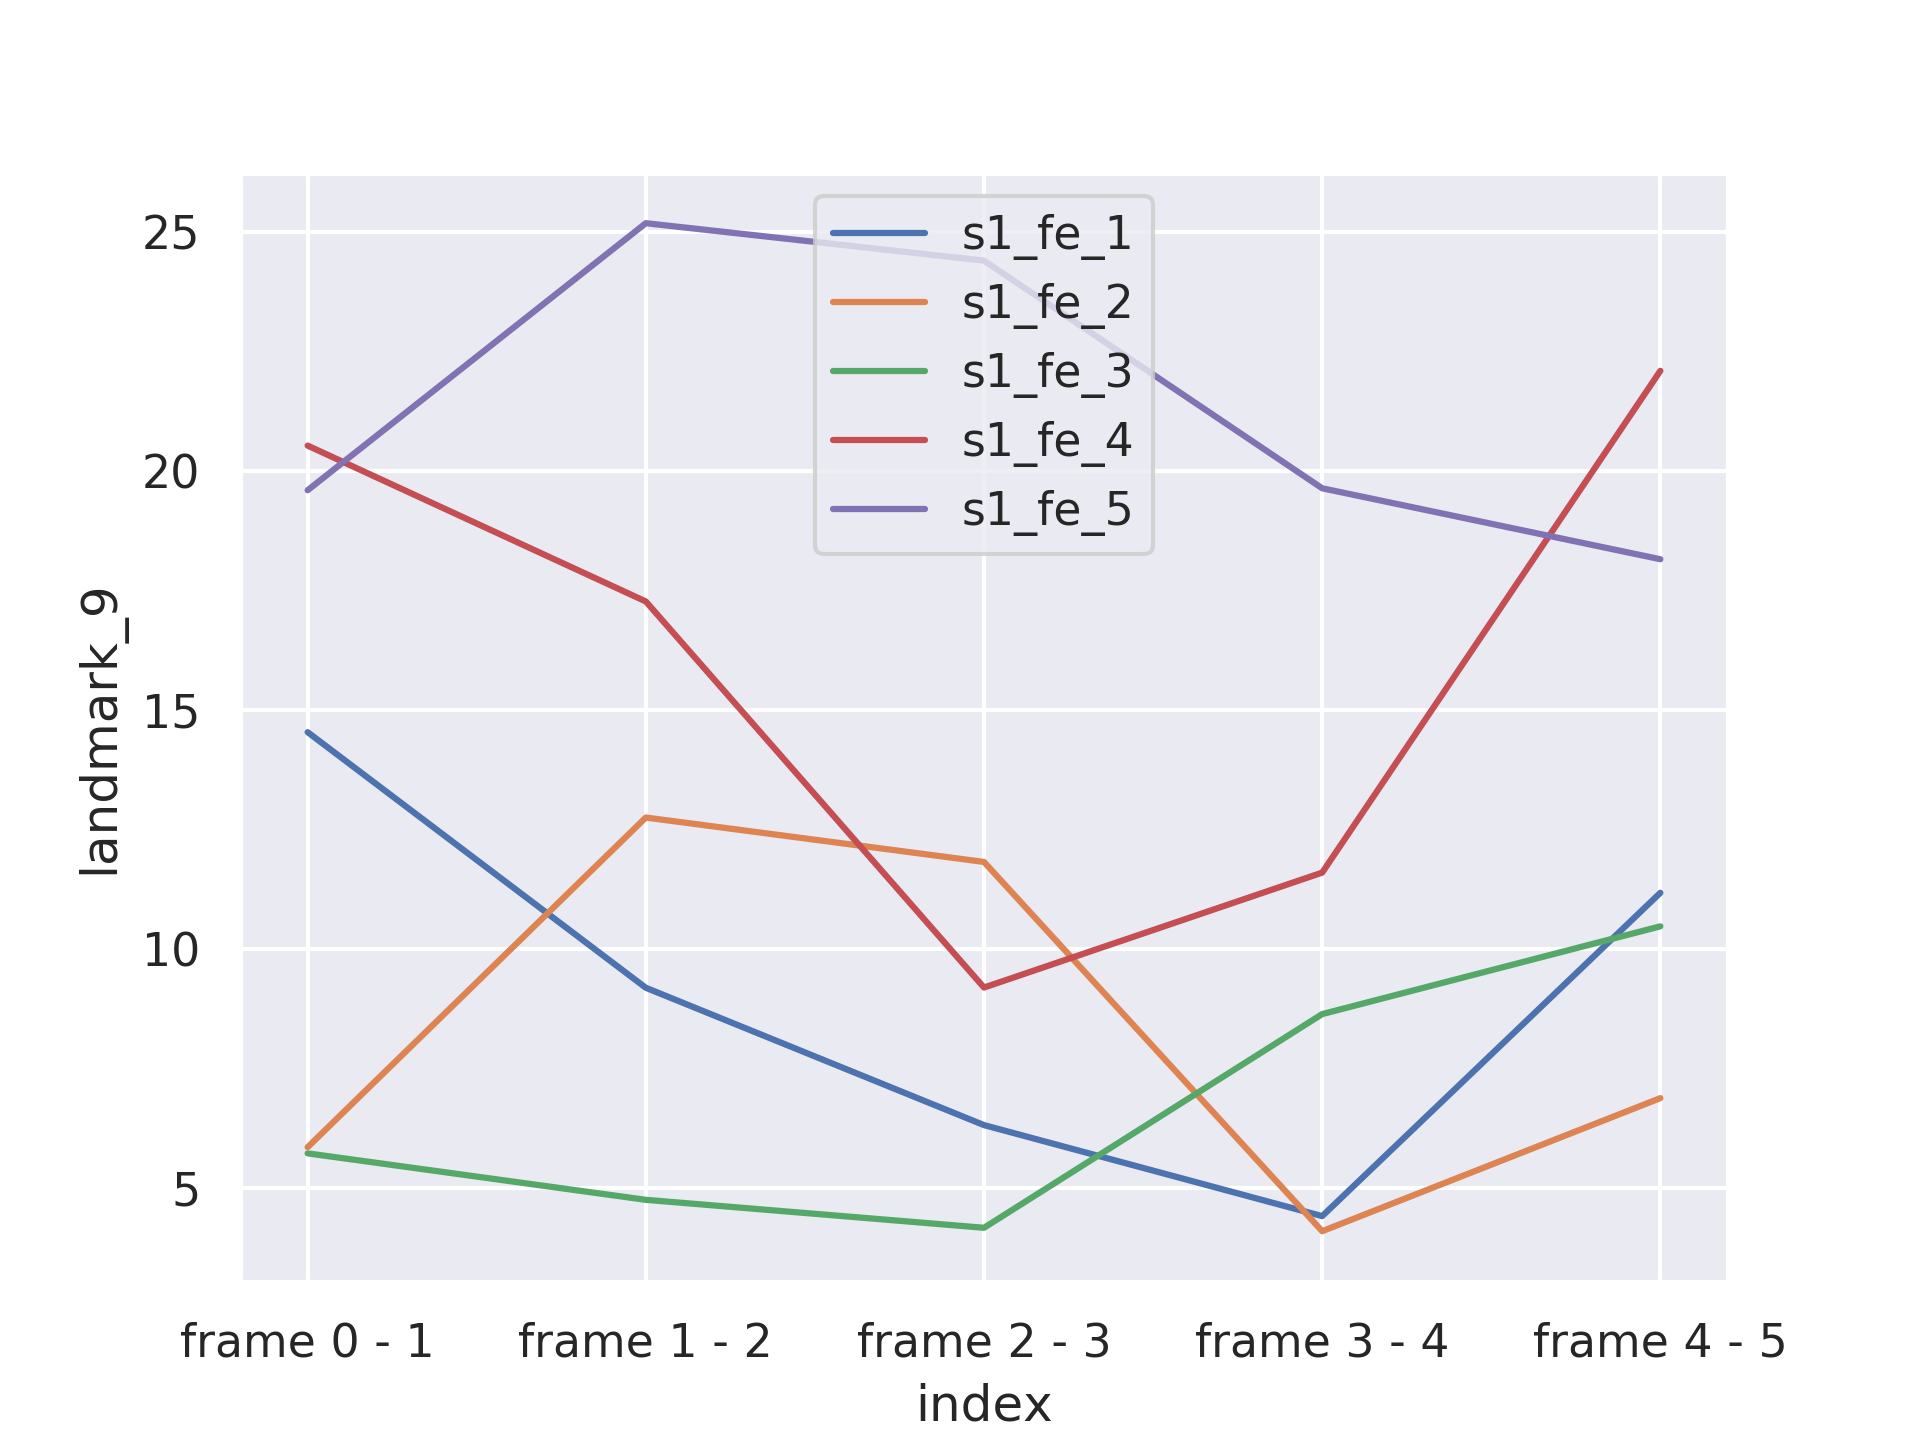 s1_fe_1
s1_fe_2
s1_fe_3
s1_fe_4
s1_fe_5
25
20
15
10
5
landmark_9
frame 0 - 1 frame 1 - 2 frame 2 - 3 frame 3 - 4 frame 4 - 5
index